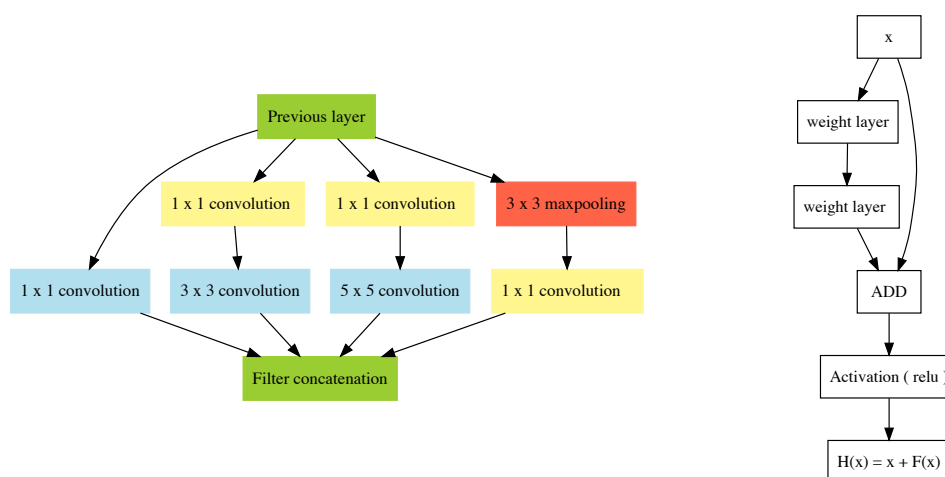 Previous layer
1 x 1 convolution
1 x 1 convolution
3 x 3 maxpooling
1 x 1 convolution
3 x 3 convolution
5 x 5 convolution
1 x 1 convolution
Filter concatenation
x
weight layer
weight layer
ADD
Activation ( relu )
H(x) = x + F(x)